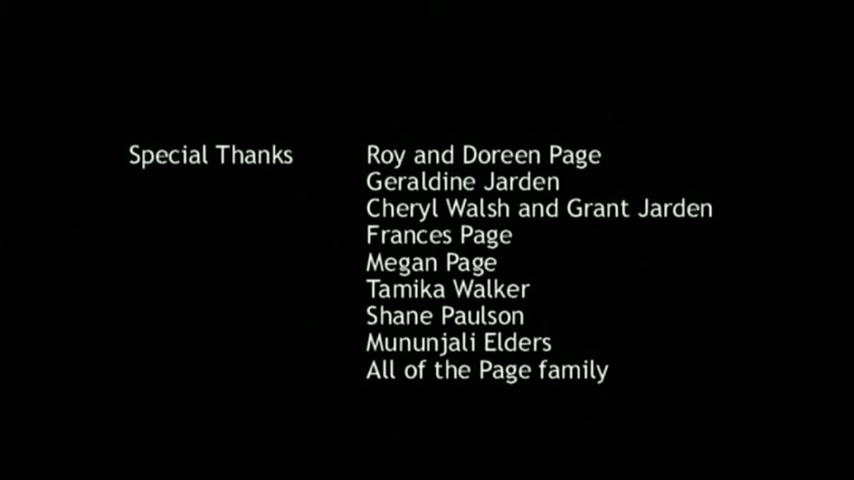 Special Thanks Roy and Doreen Page
Geraldine Jarden
Cheryl Walsh and Grant Jarden
Frances Page
Megan Page
Tamika Walker
Shane Paulson
Mununjali Elders
All of the Page family